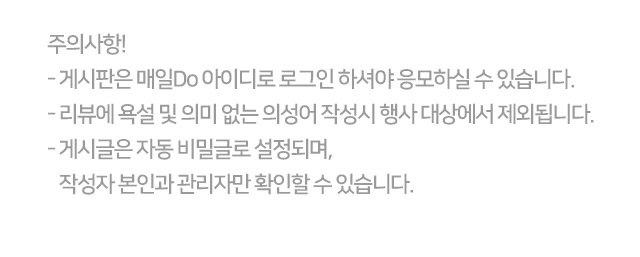 주의사항!
- 게시판은 매일Do 아이디로 로그인 하셔야 응모하실 수 있습니다.
- 리뷰에 욕설 및 의미 없는 의성어 작성시 행사 대상에서 제외됩니다.
- 게시글은 자동 비밀글로 설정되며,
작성자 본인과 관리자만 확인할 수 있습니다.